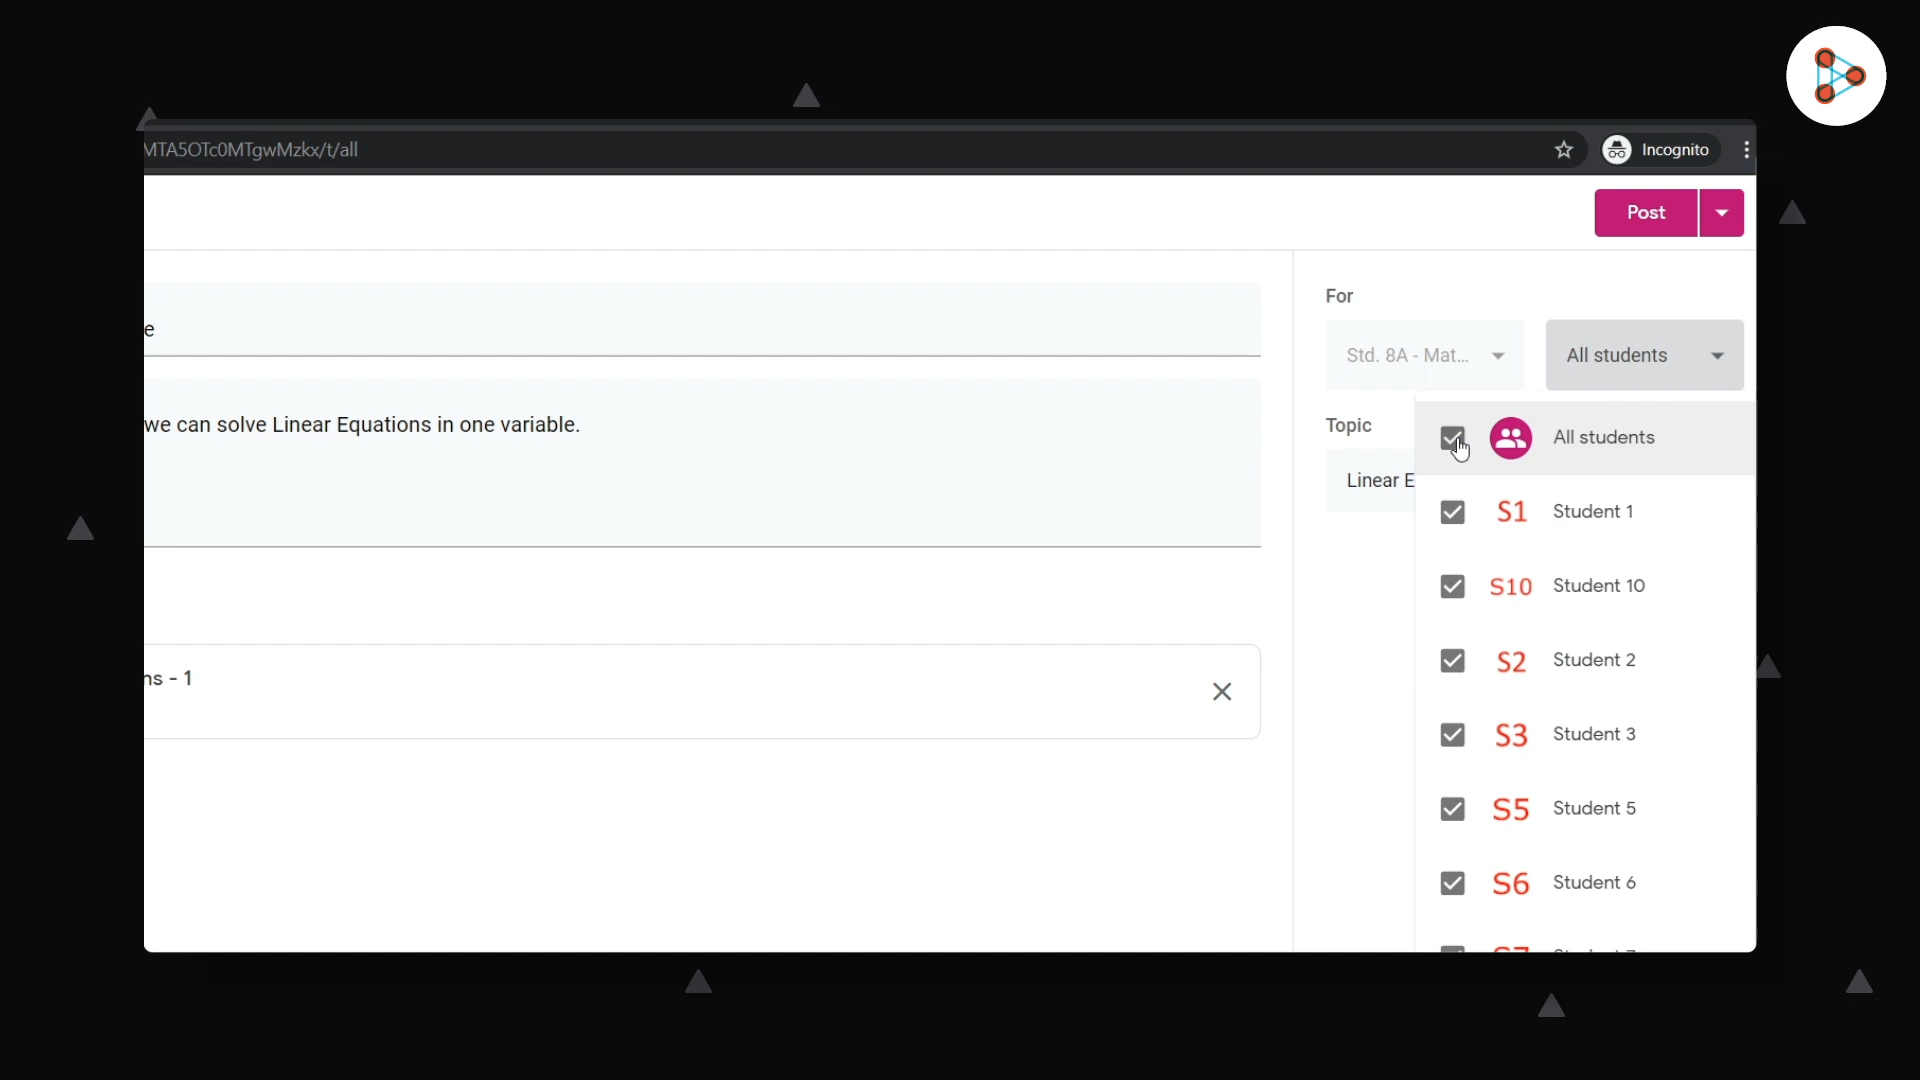 MTA5OTc0MTgwMzkx/t/all
Incognito
Post
e
we can solve Linear Equations in one variable.
ns - 1
For
Std. 8A - Mat...
All students
Topic
Linear E
All students
S1 Student 1
S10 Student 10
S2 Student 2
S3 Student 3
S5 Student 5
S6 Student 6